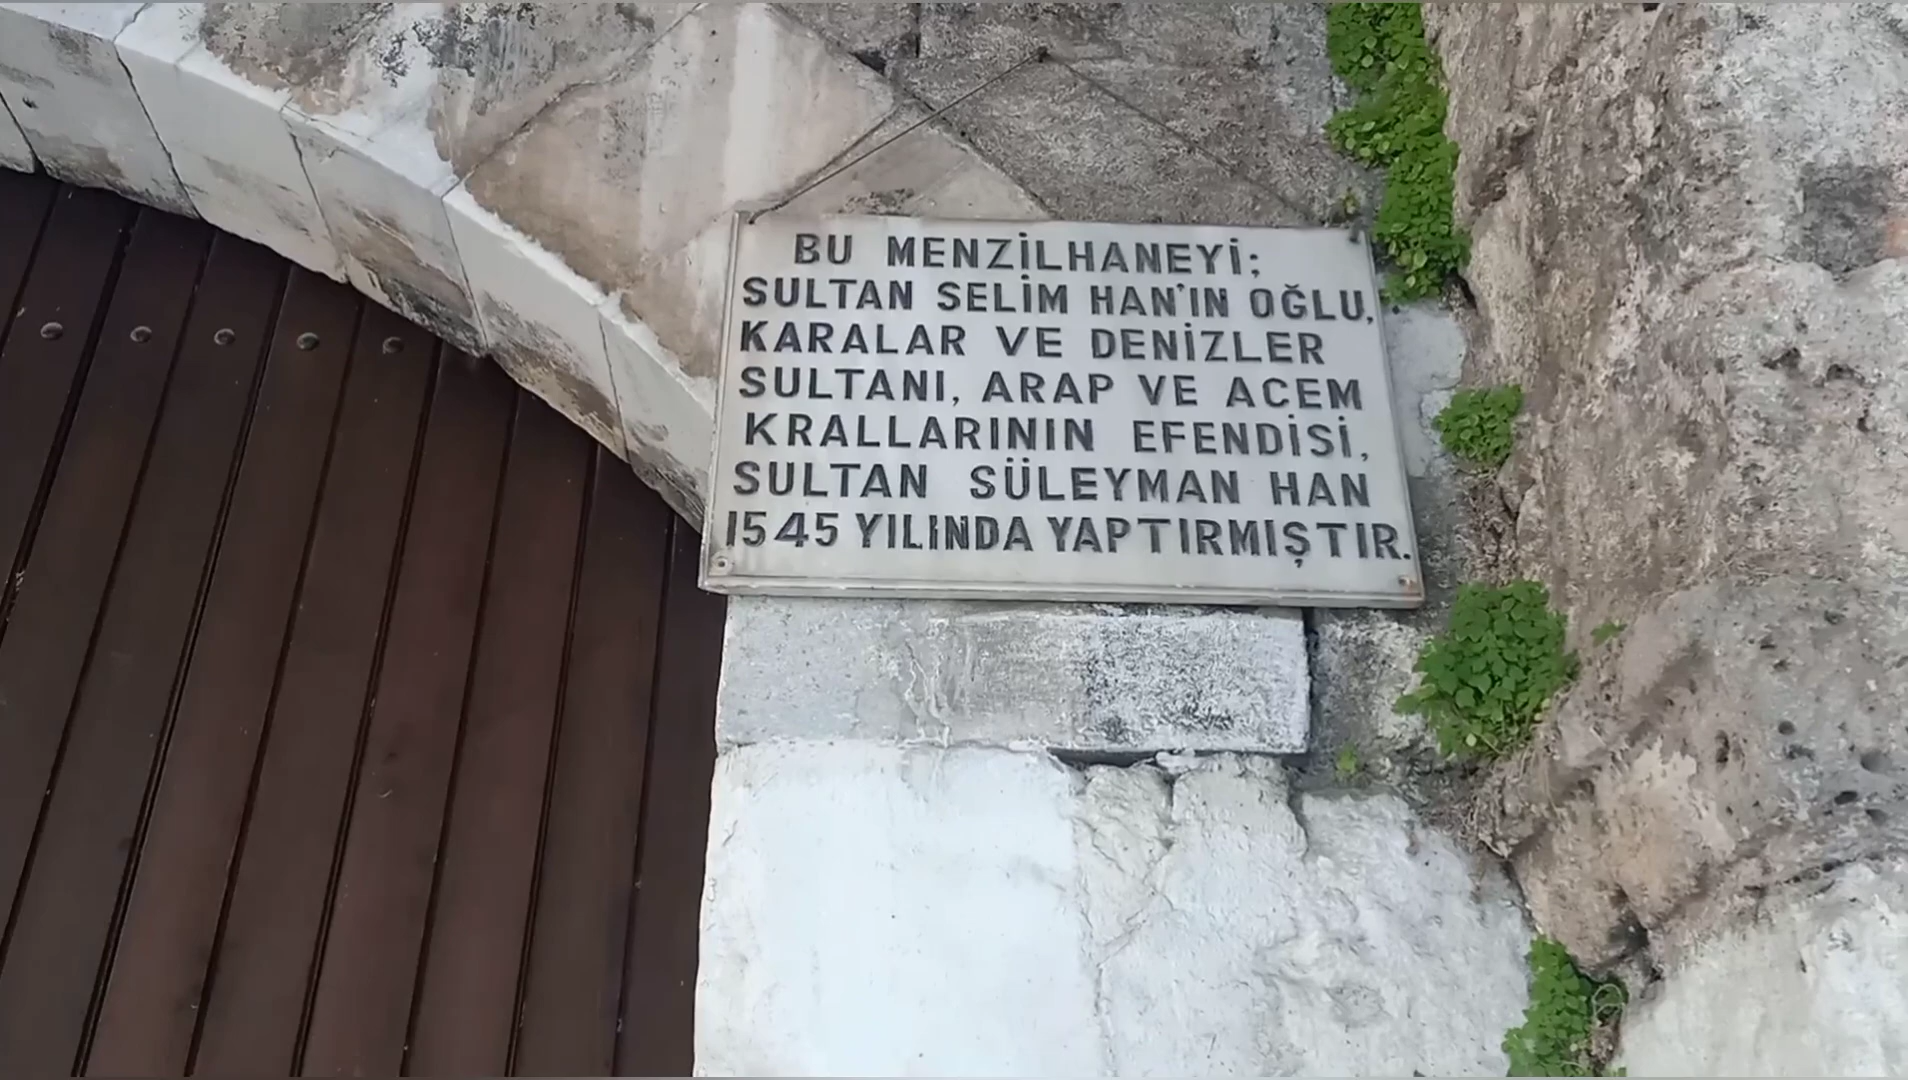 BU MENZİLHANEYİ;
SULTAN SELİM HAN'IN OĞLU,
KARALAR VE DENİZLER
SULTANI, ARAP VE ACEM
KRALLARININ EFENDİSİ,
SULTAN SÜLEYMAN HAN
1545 YILINDA YAPTIRMIŞTIR.